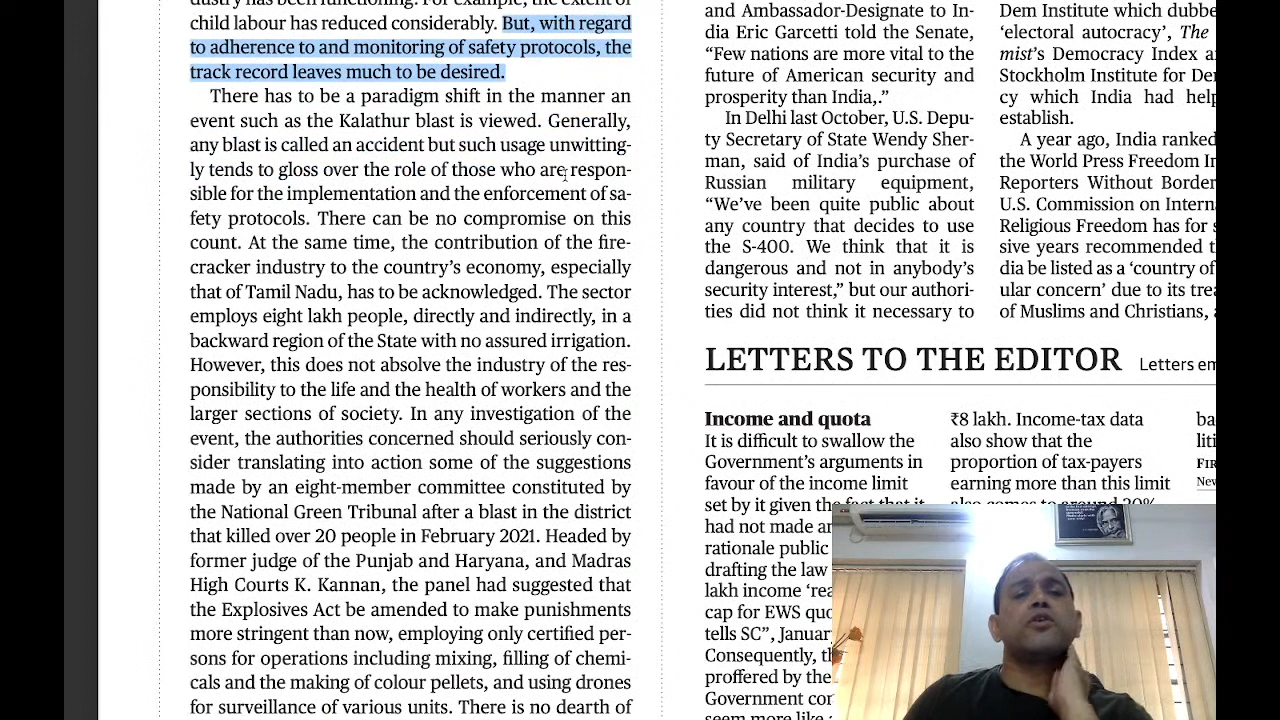 child labour has reduced considerably. But, with regard
to adherence to and monitoring of safety protocols, the
track record leaves much to be desired.
There has to be a paradigm shift in the manner an
event such as the Kalathur blast is viewed. Generally,
any blast is called an accident but such usage unwitting-
ly tends to gloss over the role of those who are respon-
sible for the implementation and the enforcement of sa-
fety protocols. There can be no compromise on this
count. At the same time, the contribution of the fire-
cracker industry to the country’s economy, especially
that of Tamil Nadu, has to be acknowledged. The sector
employs eight lakh people, directly and indirectly, in a
backward region of the State with no assured irrigation.
However, this does not absolve the industry of the res-
ponsibility to the life and the health of workers and the
larger sections of society. In any investigation of the
event, the authorities concerned should seriously con-
sider translating into action some of the suggestions
made by an eight-member committee constituted by
the National Green Tribunal after a blast in the district
that killed over 20 people in February 2021. Headed by
former judge of the Punjab and Haryana, and Madras
High Courts K. Kannan, the panel had suggested that
the Explosives Act be amended to make punishments
more stringent than now, employing only certified per-
sons for operations including mixing, filling of chemi-
cals and the making of colour pellets, and using drones
for surveillance of various units. There is no dearth of
and Ambassador-Designate to In-
dia Eric Garcetti told the Senate,
“Few nations are more vital to the
future of American security and
prosperity than India,.”
In Delhi last October, U.S. Depu-
ty Secretary of State Wendy Sher-
man, said of India’s purchase of
Russian military equipment,
“We’ve been quite public about
any country that decides to use
the S-400. We think that it is
dangerous and not in anybody’s
security interest,” but our authori-
ties did not think it necessary to
Dem Institute which dubbe
‘electoral autocracy’, The
mist’s Democracy Index a
Stockholm Institute for De
cy which India had help
establish.
A year ago, India ranked
the World Press Freedom In
Reporters Without Border
U.S. Commission on Intern
Religious Freedom has for s
sive years recommended t
dia be listed as a ‘country of
ular concern’ due to its trea
of Muslims and Christians,
LETTERS TO THE EDITOR Letters em
Income and quota
It is difficult to swallow the
Government’s arguments in
favour of the income limit
set by it given the fact that it
had not made an
rationale public
drafting the law
lakh income ‘rea
cap for EWS quo
tells SC”, Januar
Consequently, th
proffered by the
Government con
seem more like
₹8 lakh. Income-tax data
also show that the
proportion of tax-payers
earning more than this limit
also comes to around 20%
ba
liti
FIR
New